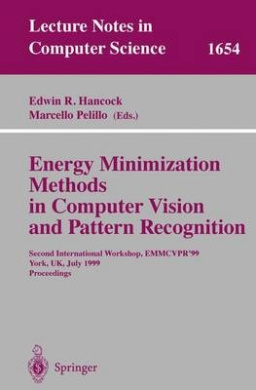 Lecture Notes in
Computer Science 1654
Edwin R. Hancock
Marcello Pelillo (Eds.)
Energy Minimization
Methods
in Computer Vision
and Pattern Recognition
Second International Workshop, EMMCVPR'99
York, UK, July 1999
Proceedings
Springer